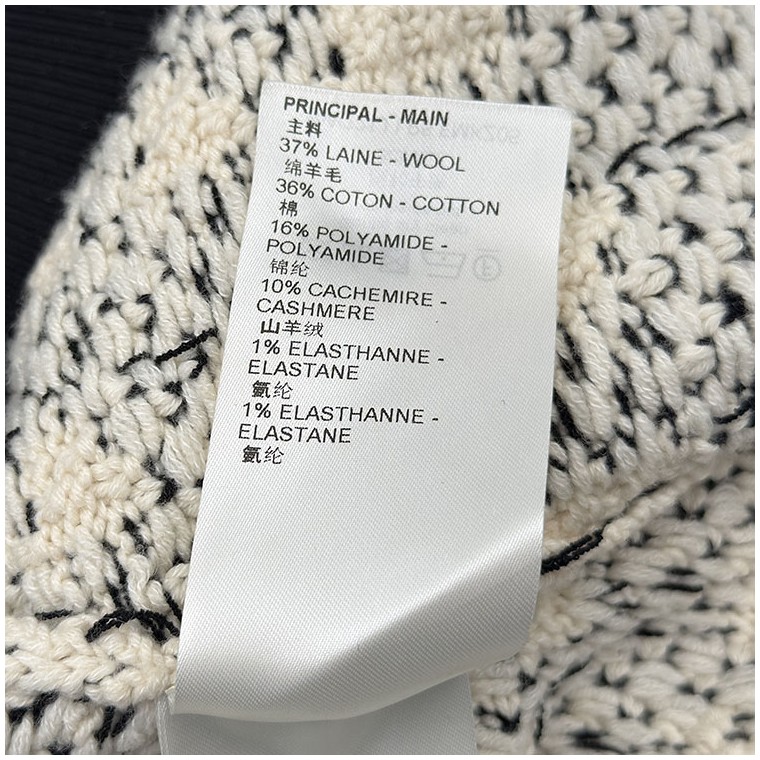 PRINCIPAL - MAIN
主料
37% LAINE - WOOL
绵羊毛
36% COTON - COTTON
棉
16% POLYAMIDE -
POLYAMIDE
锦纶
10% CACHEMIRE -
CASHMERE
山羊绒
1% ELASTHANNE -
ELASTANE
氨纶
1% ELASTHANNE -
ELASTANE
氨纶